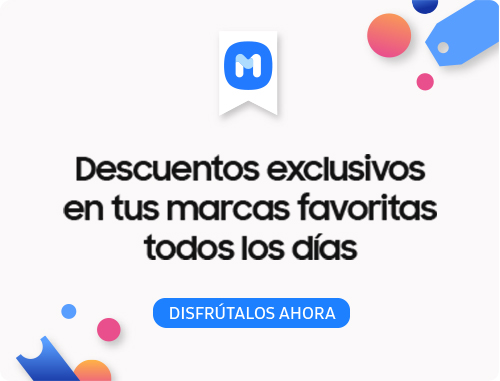 M
Descuentos exclusivos
en tus marcas favoritas
todos los días
DISFRÚTALOS AHORA